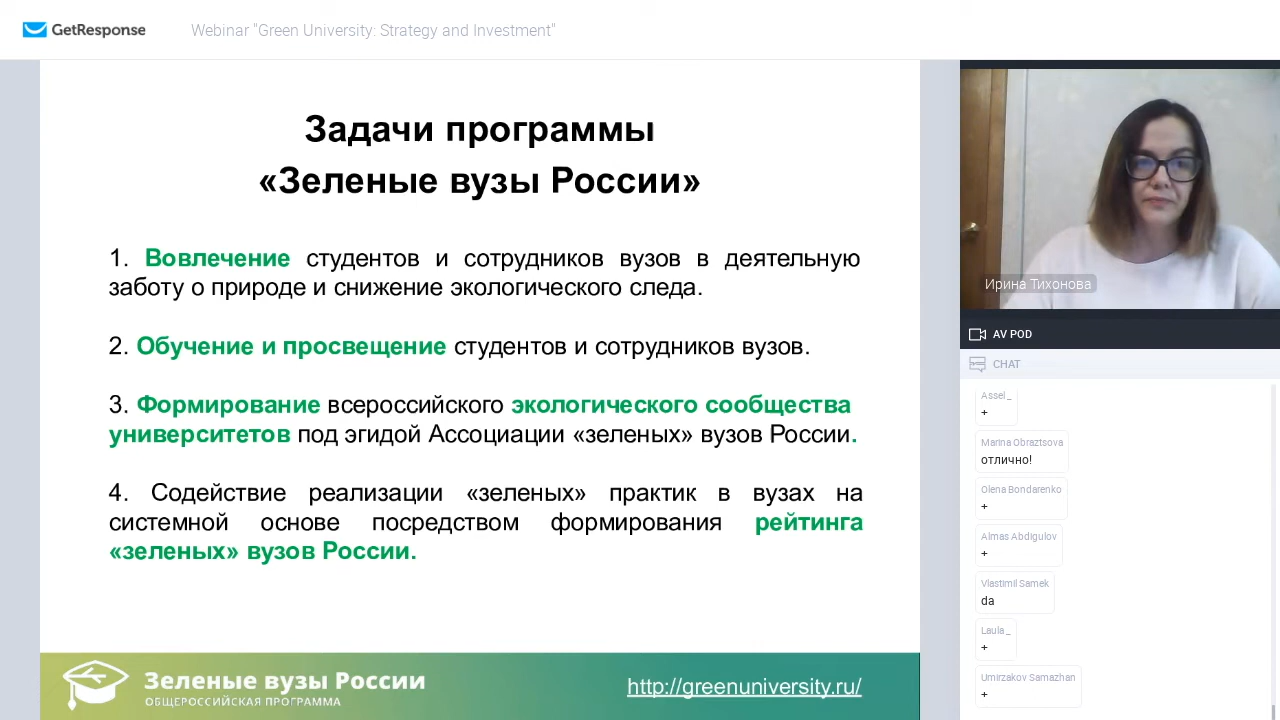 GetResponse
Webinar "Green University: Strategy and Investment"
Задачи программы
«Зеленые вузы России»
1. Вовлечение студентов и сотрудников вузов в деятельную
заботу о природе и снижение экологического следа.
2. Обучение и просвещение студентов и сотрудников вузов.
3. Формирование всероссийского экологического сообщества
университетов под эгидой Ассоциации «зеленых» вузов России.
4. Содействие реализации «зеленых» практик в вузах на
системной основе посредством формирования рейтинга
«зеленых» вузов России.
Зеленые вузы России
ОБЩЕРОССИЙСКАЯ ПРОГРАММА
http://greenuniversity.ru/
Ирина Тихонова
AV POD
CHAT
Assel _
+
Marina Obraztsova
отлично!
Olena Bondarenko
+
Almas Abdigulov
+
Vlastimil Samek
da
Laula _
+
Umirzakov Samazhan
+